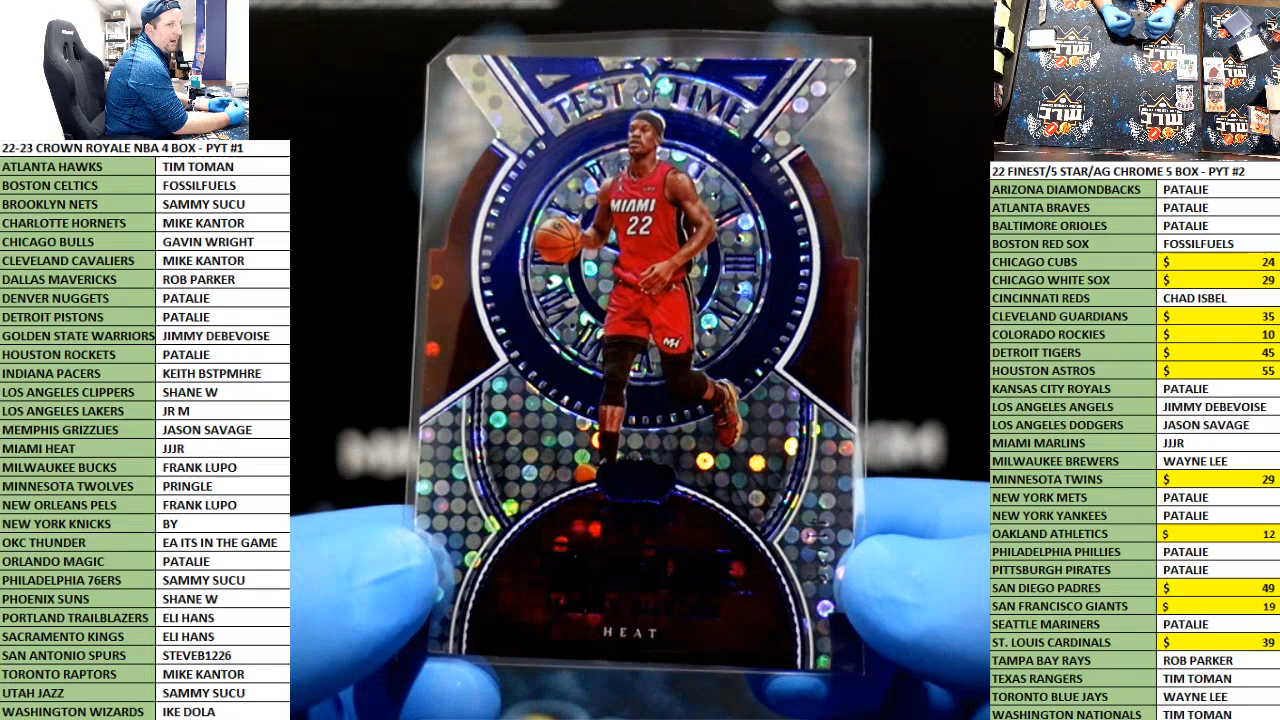 22-23 CROWN ROYALE NBA 4 BOX - PYT #1
ATLANTA HAWKS TIM TOMAN
BOSTON CELTICS FOSSILFUELS
BROOKLYN NETS SAMMY SUCU
CHARLOTTE HORNETS MIKE KANTOR
CHICAGO BULLS GAVIN WRIGHT
CLEVELAND CAVALIERS MIKE KANTOR
DALLAS MAVERICKS ROB PARKER
DENVER NUGGETS PATALIE
DETROIT PISTONS PATALIE
GOLDEN STATE WARRIORS JIMMY DEBEVOISE
HOUSTON ROCKETS PATALIE
INDIANA PACERS KEITH BSTPMHRE
LOS ANGELES CLIPPERS SHANE W
LOS ANGELES LAKERS JR M
MEMPHIS GRIZZLIES JASON SAVAGE
MIAMI HEAT JJJR
MILWAUKEE BUCKS FRANK LUPO
MINNESOTA TWOLVES PRINGLE
NEW ORLEANS PELS FRANK LUPO
NEW YORK KNICKS BY
OKC THUNDER EA ITS IN THE GAME
ORLANDO MAGIC PATALIE
PHILADELPHIA 76ERS SAMMY SUCU
PHOENIX SUNS SHANE W
PORTLAND TRAILBLAZERS ELI HANS
SACRAMENTO KINGS ELI HANS
SAN ANTONIO SPURS STEVEB1226
TORONTO RAPTORS MIKE KANTOR
UTAH JAZZ SAMMY SUCU
WASHINGTON WIZARDS IKE DOLA
TEST OF TIME
MIAMI
22
HEAT
22 FINEST/5 STAR/AG CHROME 5 BOX - PYT #2
ARIZONA DIAMONDBACKS PATALIE
ATLANTA BRAVES PATALIE
BALTIMORE ORIOLES PATALIE
BOSTON RED SOX FOSSILFUELS
CHICAGO CUBS $ 24
CHICAGO WHITE SOX $ 29
CINCINNATI REDS CHAD ISBEL
CLEVELAND GUARDIANS $ 35
COLORADO ROCKIES $ 10
DETROIT TIGERS $ 45
HOUSTON ASTROS $ 55
KANSAS CITY ROYALS PATALIE
LOS ANGELES ANGELS JIMMY DEBEVOISE
LOS ANGELES DODGERS JASON SAVAGE
MIAMI MARLINS JJJR
MILWAUKEE BREWERS WAYNE LEE
MINNESOTA TWINS $ 29
NEW YORK METS PATALIE
NEW YORK YANKEES PATALIE
OAKLAND ATHLETICS $ 12
PHILADELPHIA PHILLIES PATALIE
PITTSBURGH PIRATES PATALIE
SAN DIEGO PADRES $ 49
SAN FRANCISCO GIANTS $ 19
SEATTLE MARINERS PATALIE
ST. LOUIS CARDINALS $ 39
TAMPA BAY RAYS ROB PARKER
TEXAS RANGERS TIM TOMAN
TORONTO BLUE JAYS WAYNE LEE
WASHINGTON NATIONALS TIM TOMAN